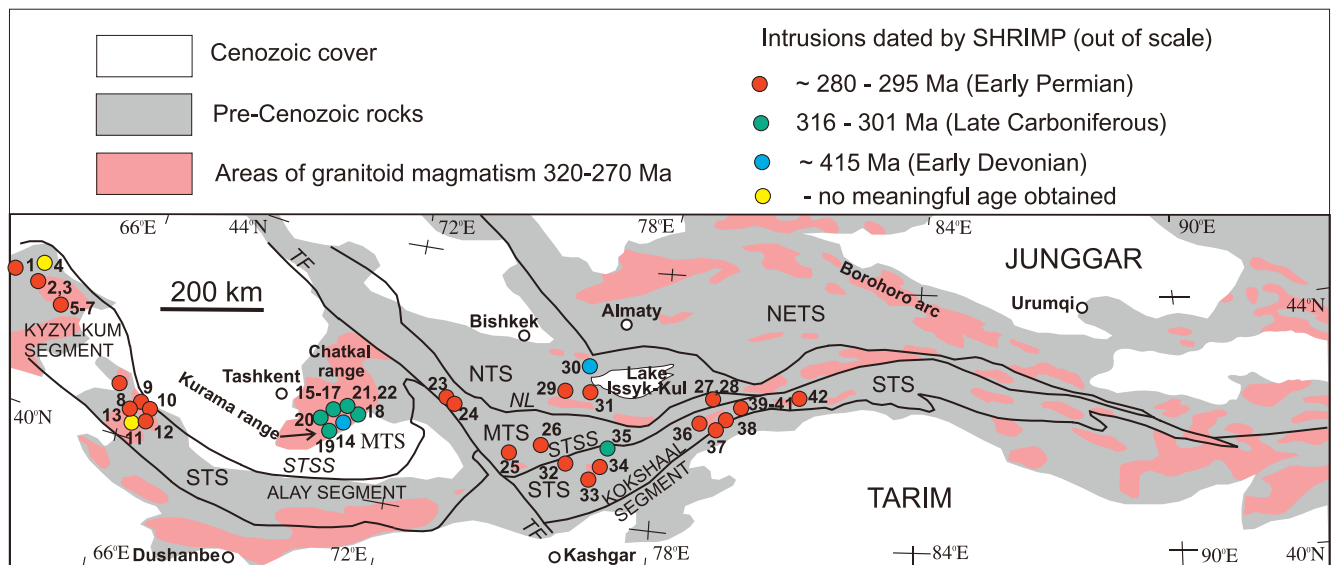 Cenozoic cover
Pre-Cenozoic rocks
Areas of granitoid magmatism 320-270 Ma
Intrusions dated by SHRIMP (out of scale)
~ 280 - 295 Ma (Early Permian)
316 - 301 Ma (Late Carboniferous)
~ 415 Ma (Early Devonian)
- no meaningful age obtained
66°E
44°N
72°E
78°E
84°E
90°E
1
4
2,3
5-7
KYZYLKUM
SEGMENT
200 km
TF
Bishkek
Almaty
NETS
Borohoro arc
JUNGGAR
Urumqi
44°N
Chatkal
range
Tashkent
15-17
21,22
Kurama range
20
18
19
14
MTS
STSS
40°N
8
9
10
13
11
12
STS
ALAY SEGMENT
23
24
NTS
NL
29
30
31
Lake
Issyk-Kul
27,28
39-41
42
STS
MTS
26
25
STSS
35
32
34
33
STS
36
37
38
KOKSHAAL
SEGMENT
TARIM
TF
66°E
Dushanbe
72°E
Kashgar
78°E
84°E
90°E
40°N